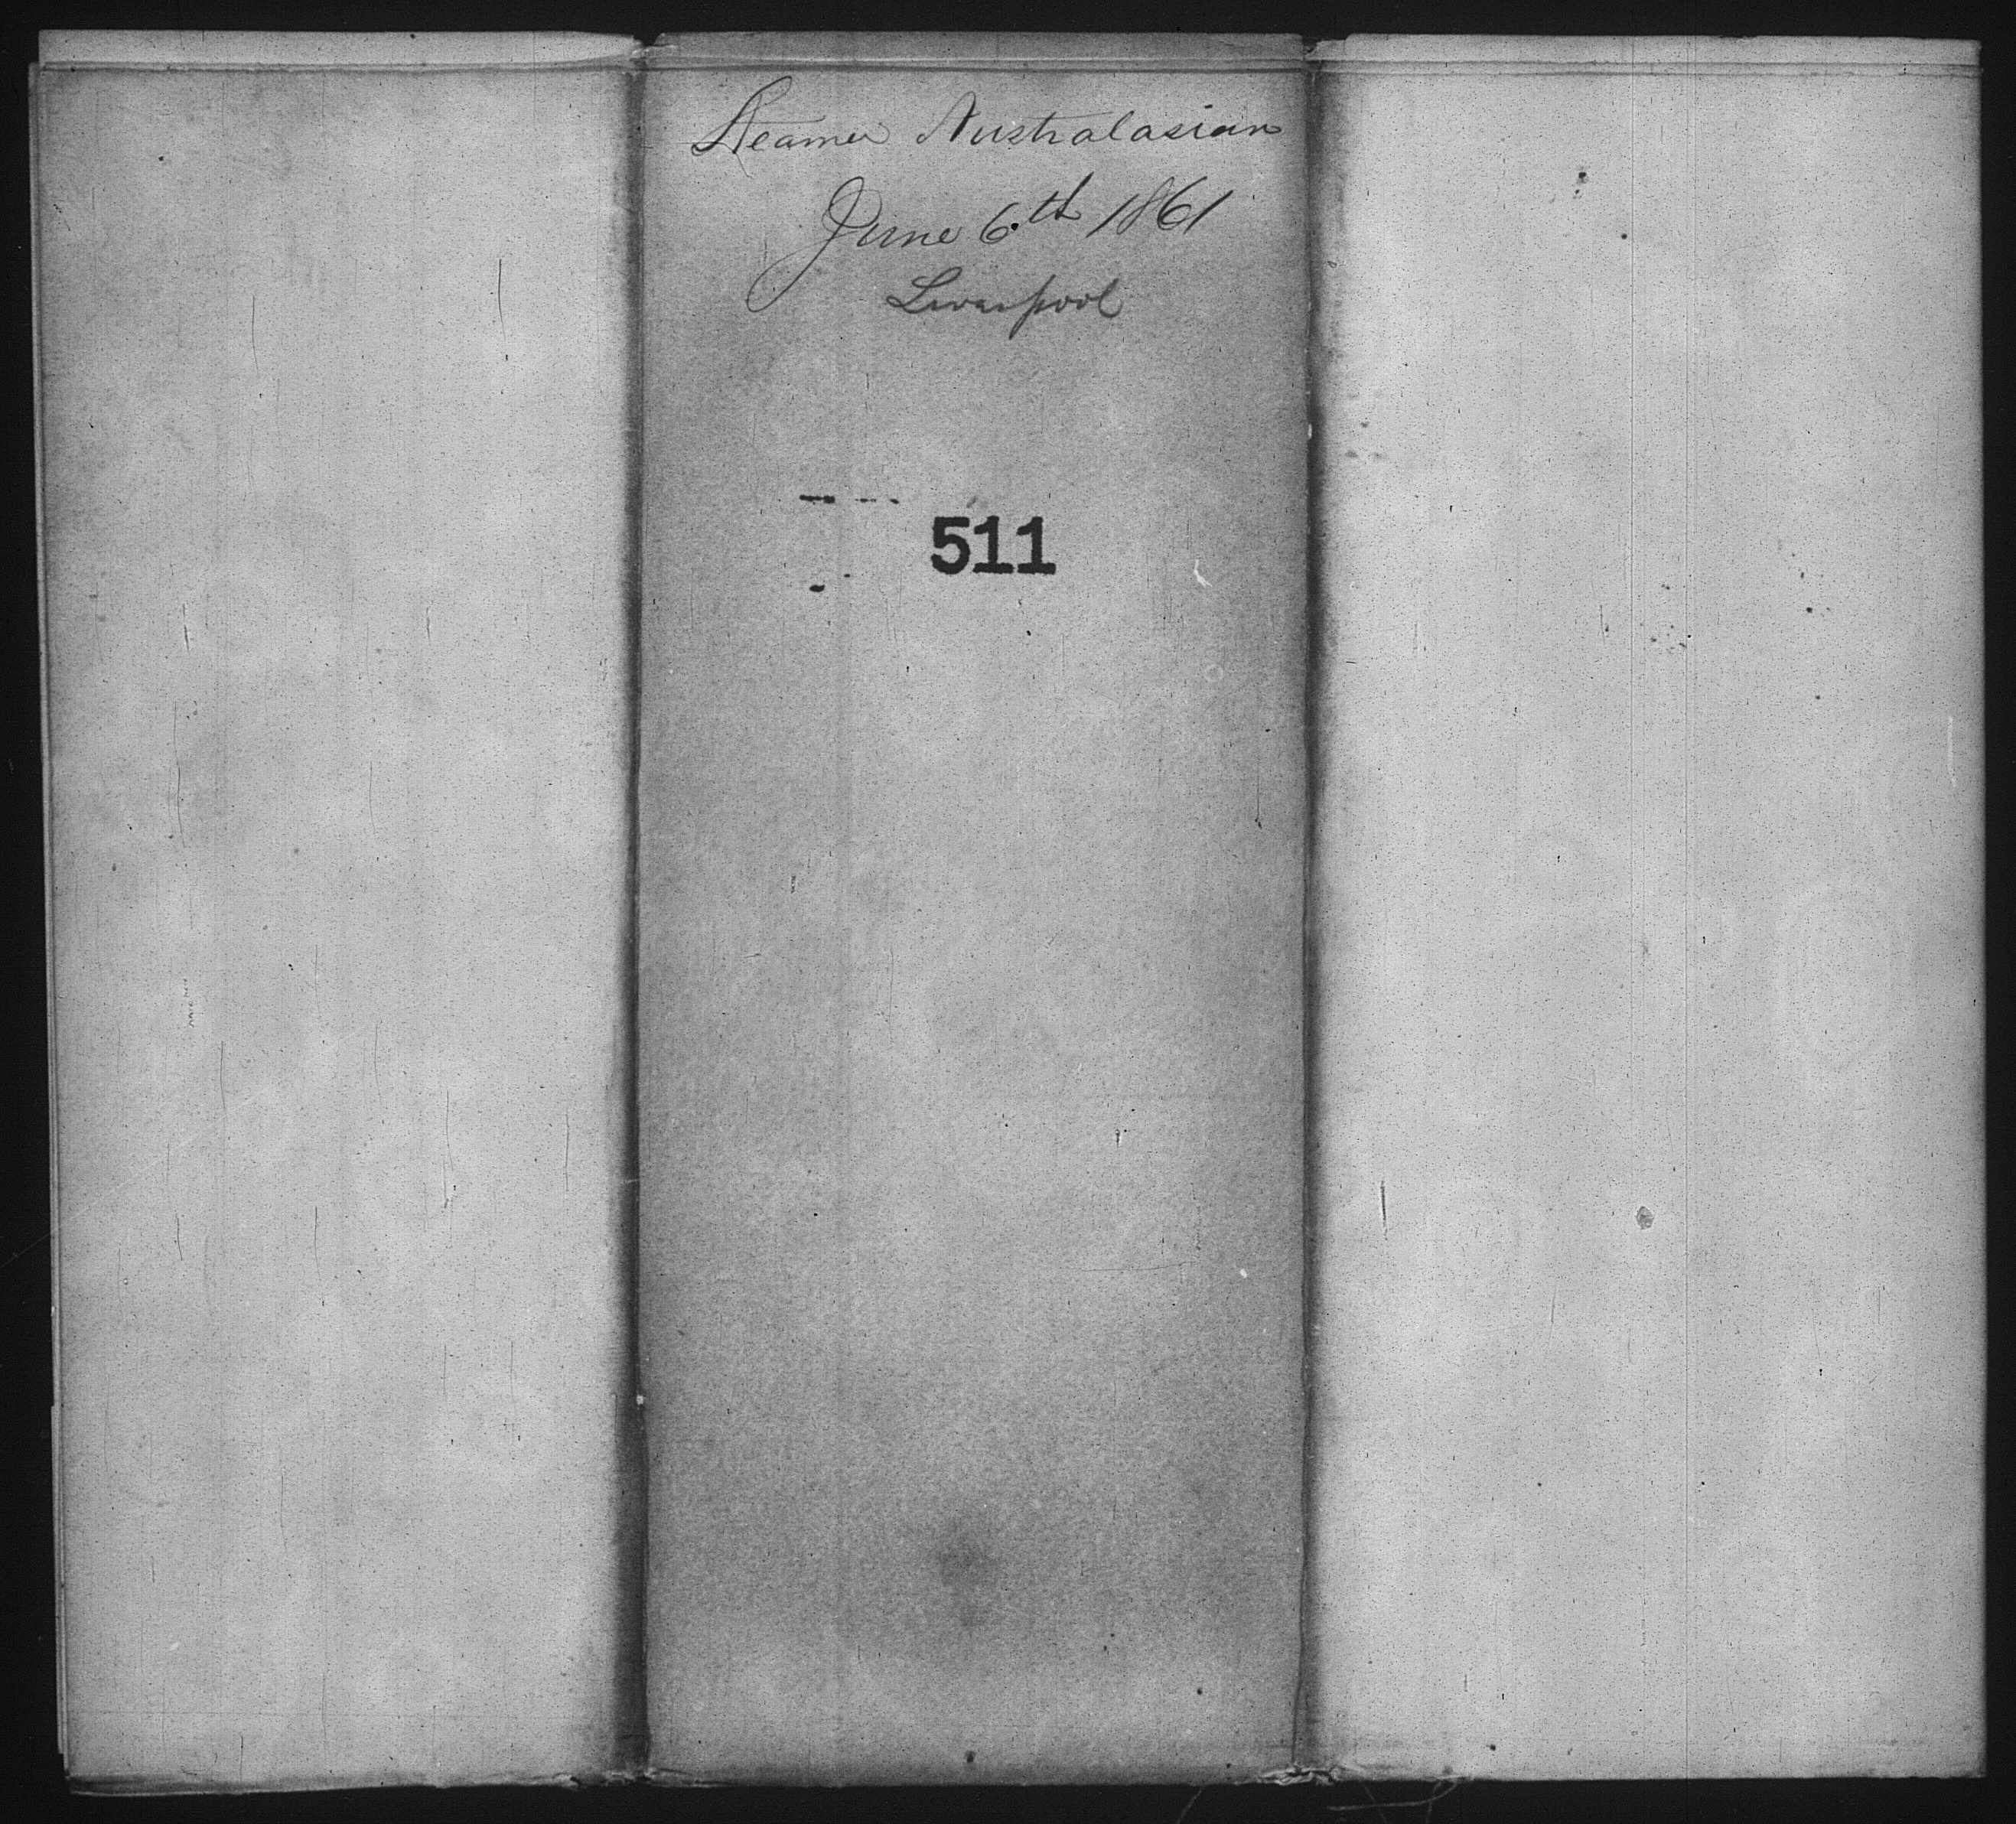 Steamer Australasian
June 6th 1861
Liverpool
511